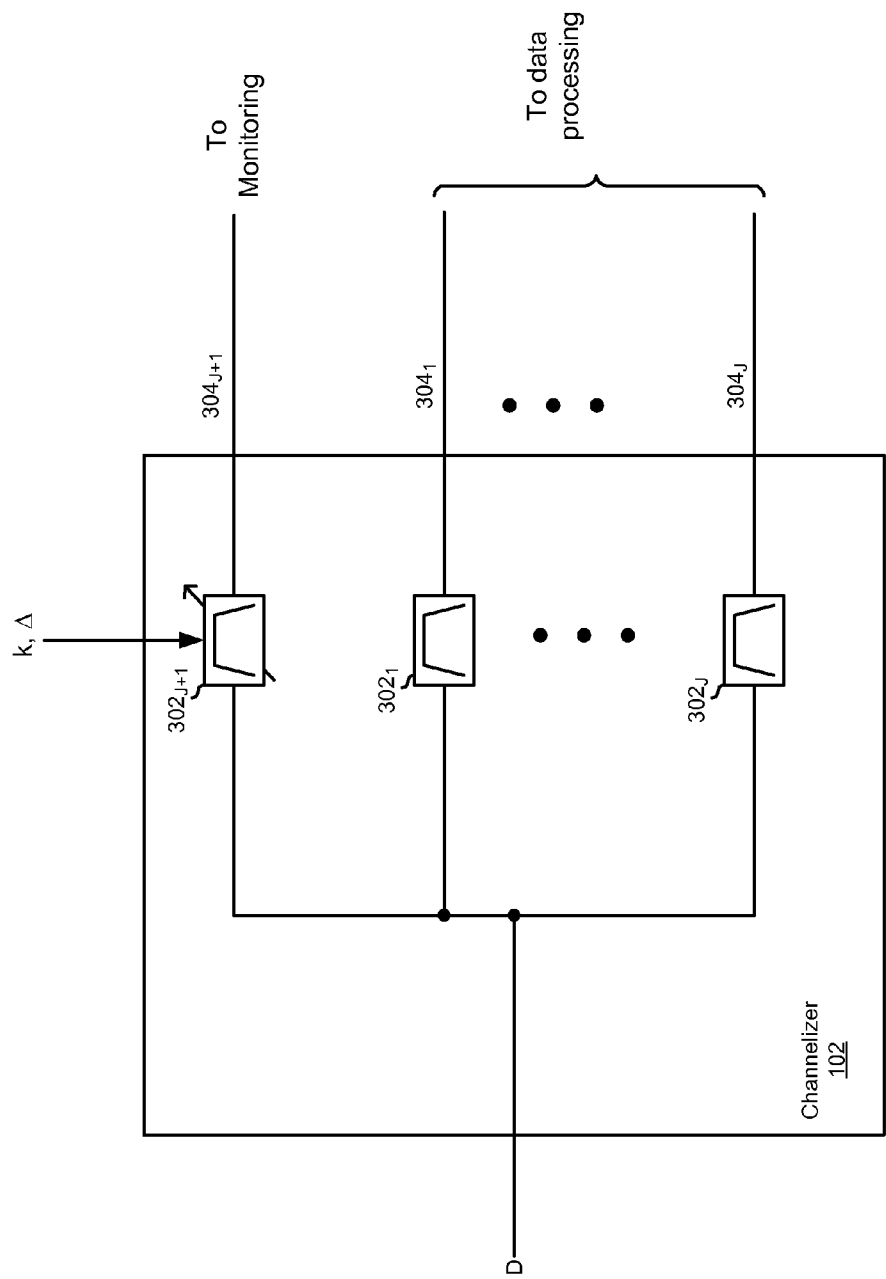 k, Δ
To
Monitoring
302J+1
304J+1
To data
processing
302₁
304₁
302J
304J
D
Channelizer
102